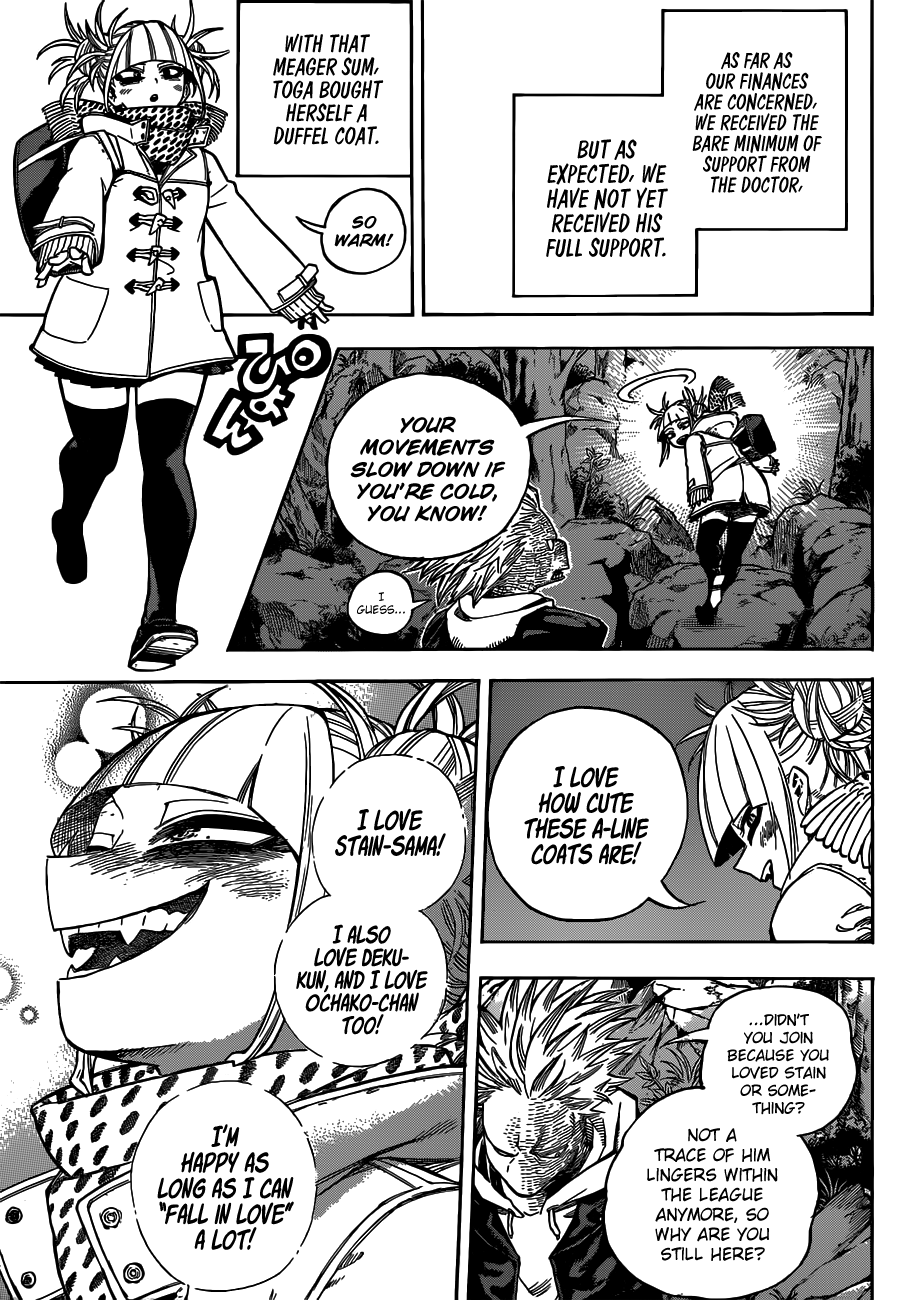 AS FAR AS
OUR FINANCES
ARE CONCERNED,
WE RECEIVED THE
BARE MINIMUM OF
SUPPORT FROM
THE DOCTOR,
BUT AS
EXPECTED, WE
HAVE NOT YET
RECEIVED HIS
FULL SUPPORT.
WITH THAT
MEAGER SUM,
TOGA BOUGHT
HERSELF A
DUFFEL COAT.
SO
WARM!
YOUR
MOVEMENTS
SLOW DOWN IF
YOU'RE COLD,
YOU KNOW!
I
GUESS...
I LOVE
HOW CUTE
THESE A-LINE
COATS ARE!
...DIDN'T
YOU JOIN
BECAUSE YOU
LOVED STAIN
OR SOME-
THING?
NOT A
TRACE OF HIM
LINGERS WITHIN
THE LEAGUE
ANYMORE, SO
WHY ARE YOU
STILL HERE?
I LOVE
STAIN-SAMA!
I ALSO
LOVE DEKU-
KUN, AND I LOVE
OCHAKO-CHAN
TOO!
I'M
HAPPY AS
LONG AS I CAN
"FALL IN LOVE"
A LOT!